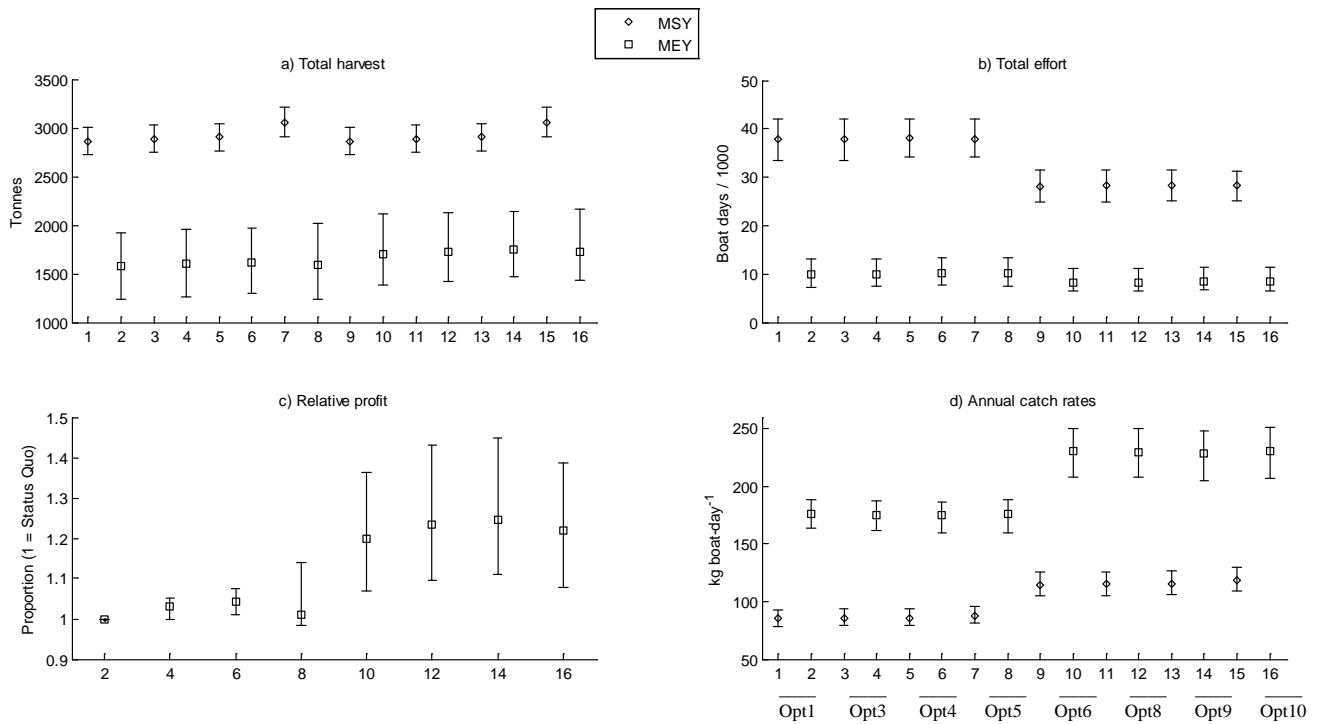 MSY
MEY
a) Total harvest
3500
3000
2500
2000
1500
1000
Tonnes
1 2 3 4 5 6 7 8 9 10 11 12 13 14 15 16
b) Total effort
50
40
30
20
10
0
Boat days / 1000
1 2 3 4 5 6 7 8 9 10 11 12 13 14 15 16
c) Relative profit
1.5
1.4
1.3
1.2
1.1
1
0.9
Proportion (1 = Status Quo)
2 4 6 8 10 12 14 16
d) Annual catch rates
250
200
150
100
50
kg boat-day-1
1 2 3 4 5 6 7 8 9 10 11 12 13 14 15 16
Opt1 Opt3 Opt4 Opt5 Opt6 Opt8 Opt9 Opt10